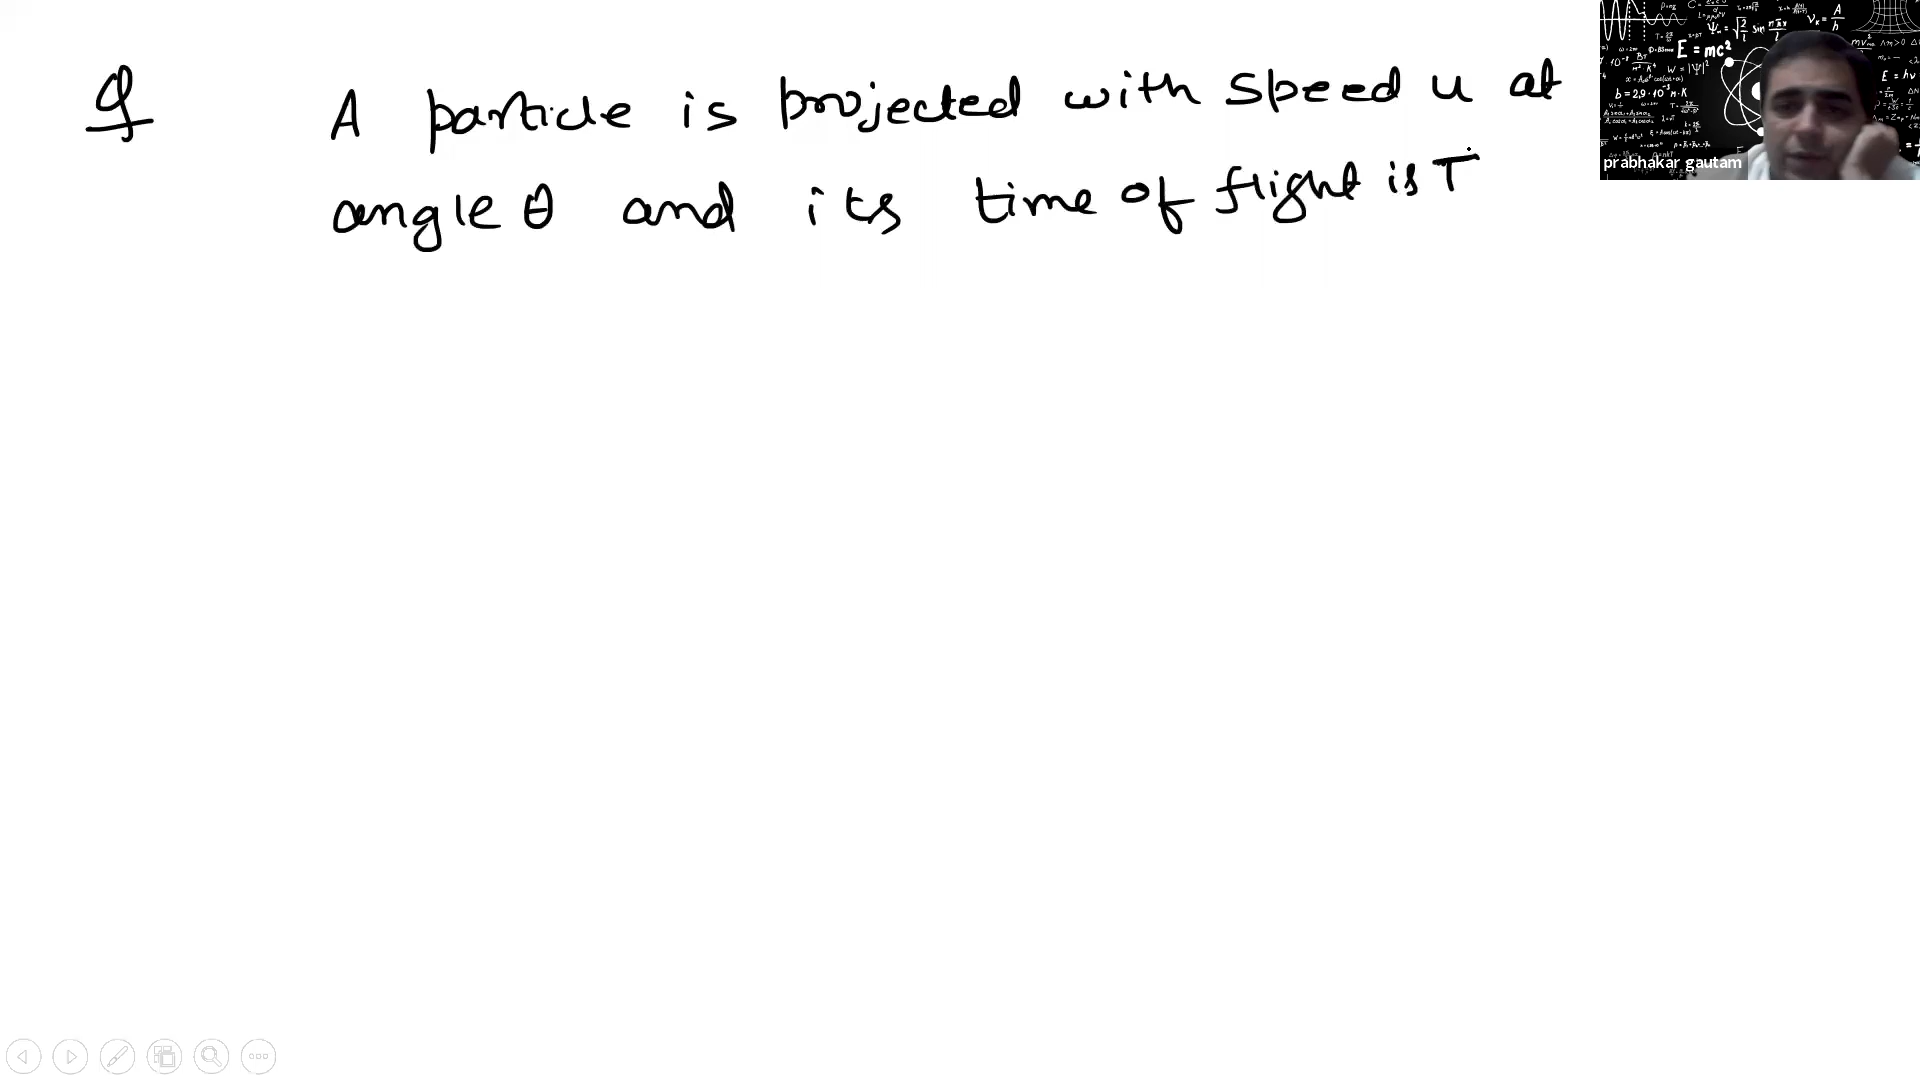 Q A particle is projected with speed u at
angle θ and its time of flight is T
E = mc²
prabhakar gautam